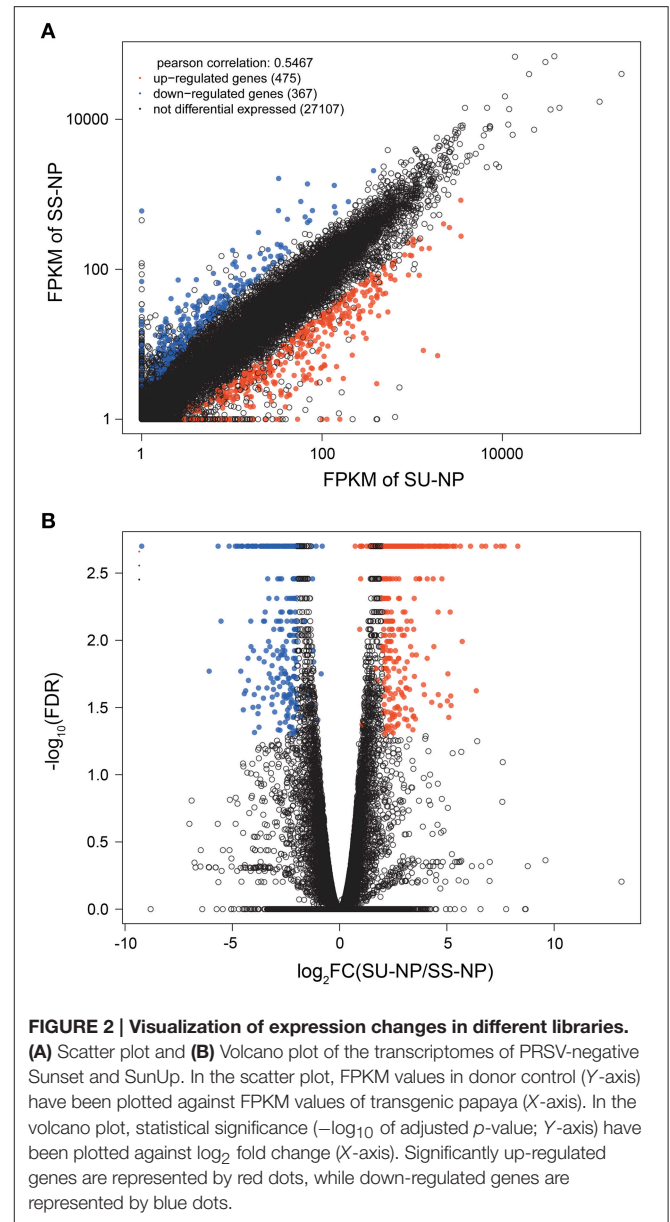 A
pearson correlation: 0.5467
up−regulated genes (475)
down−regulated genes (367)
not differential expressed (27107)
10000
100
1
FPKM of SS-NP
1 100 10000
FPKM of SU-NP
B
2.5
2.0
1.5
1.0
0.5
0.0
-log₁₀(FDR)
-10 -5 0 5 10
log₂FC(SU-NP/SS-NP)
FIGURE 2 | Visualization of expression changes in different libraries.
(A) Scatter plot and (B) Volcano plot of the transcriptomes of PRSV-negative
Sunset and SunUp. In the scatter plot, FPKM values in donor control (Y-axis)
have been plotted against FPKM values of transgenic papaya (X-axis). In the
volcano plot, statistical significance (−log₁₀ of adjusted p-value; Y-axis) have
been plotted against log₂ fold change (X-axis). Significantly up-regulated
genes are represented by red dots, while down-regulated genes are
represented by blue dots.